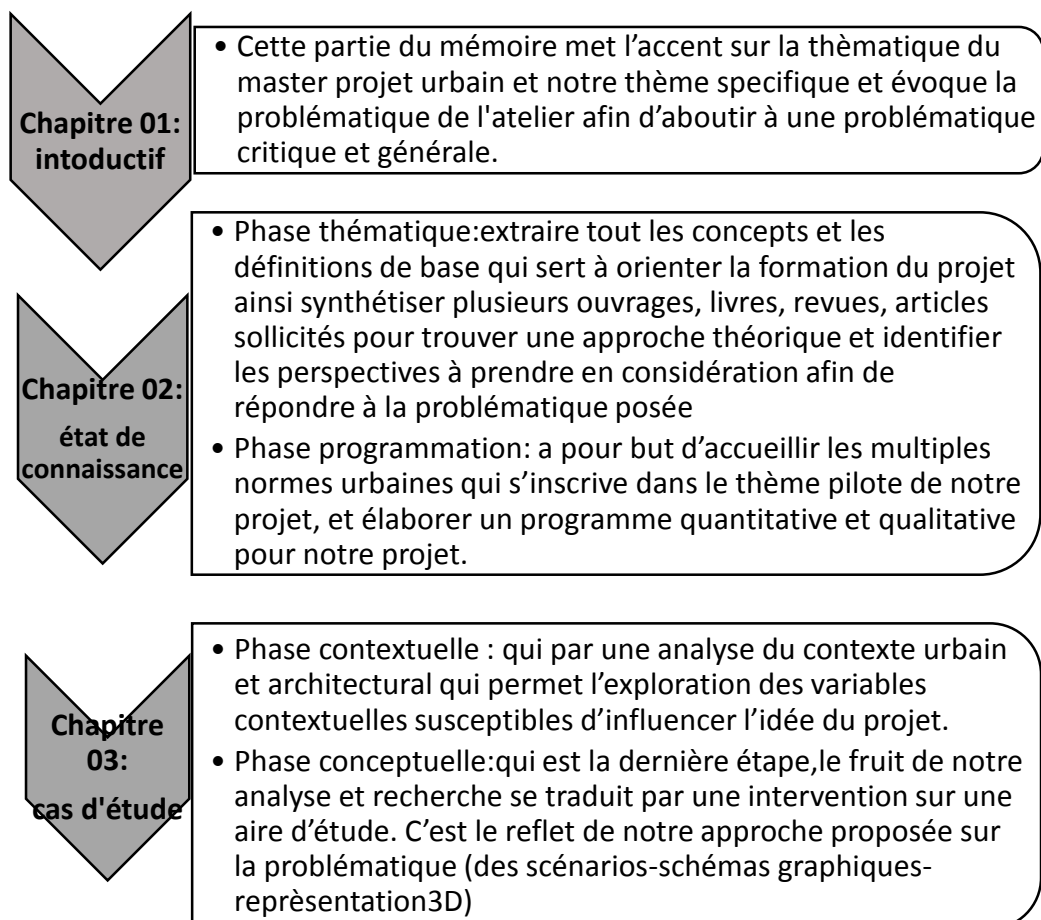 Chapitre 01:
intoductif
• Cette partie du mémoire met l’accent sur la thèmatique du
master projet urbain et notre thème specifique et évoque la
problématique de l'atelier afin d’aboutir à une problématique
critique et générale.
Chapitre 02:
état de
connaissance
• Phase thématique:extraire tout les concepts et les
définitions de base qui sert à orienter la formation du projet
ainsi synthétiser plusieurs ouvrages, livres, revues, articles
sollicités pour trouver une approche théorique et identifier
les perspectives à prendre en considération afin de
répondre à la problématique posée
• Phase programmation: a pour but d’accueillir les multiples
normes urbaines qui s’inscrive dans le thème pilote de notre
projet, et élaborer un programme quantitative et qualitative
pour notre projet.
Chapitre
03:
cas d'étude
• Phase contextuelle : qui par une analyse du contexte urbain
et architectural qui permet l’exploration des variables
contextuelles susceptibles d’influencer l’idée du projet.
• Phase conceptuelle:qui est la dernière étape,le fruit de notre
analyse et recherche se traduit par une intervention sur une
aire d’étude. C’est le reflet de notre approche proposée sur
la problématique (des scénarios-schémas graphiques-
reprèsentation3D)